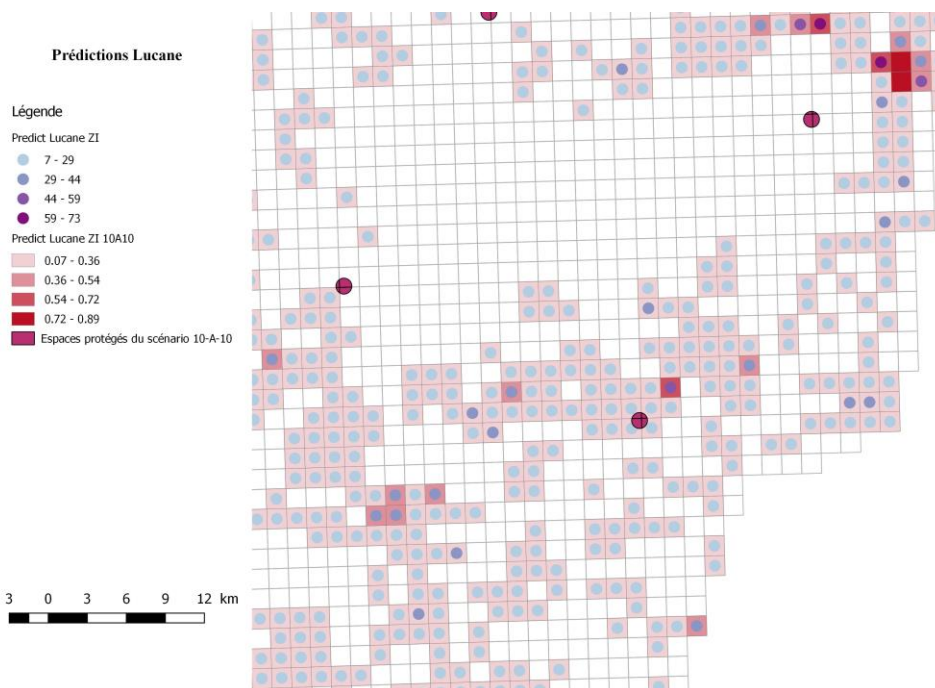 Prédictions Lucane
Légende
Predict Lucane ZI
7 - 29
29 - 44
44 - 59
59 - 73
Predict Lucane ZI 10A10
0.07 - 0.36
0.36 - 0.54
0.54 - 0.72
0.72 - 0.89
Espaces protégés du scénario 10-A-10
3 0 3 6 9 12 km